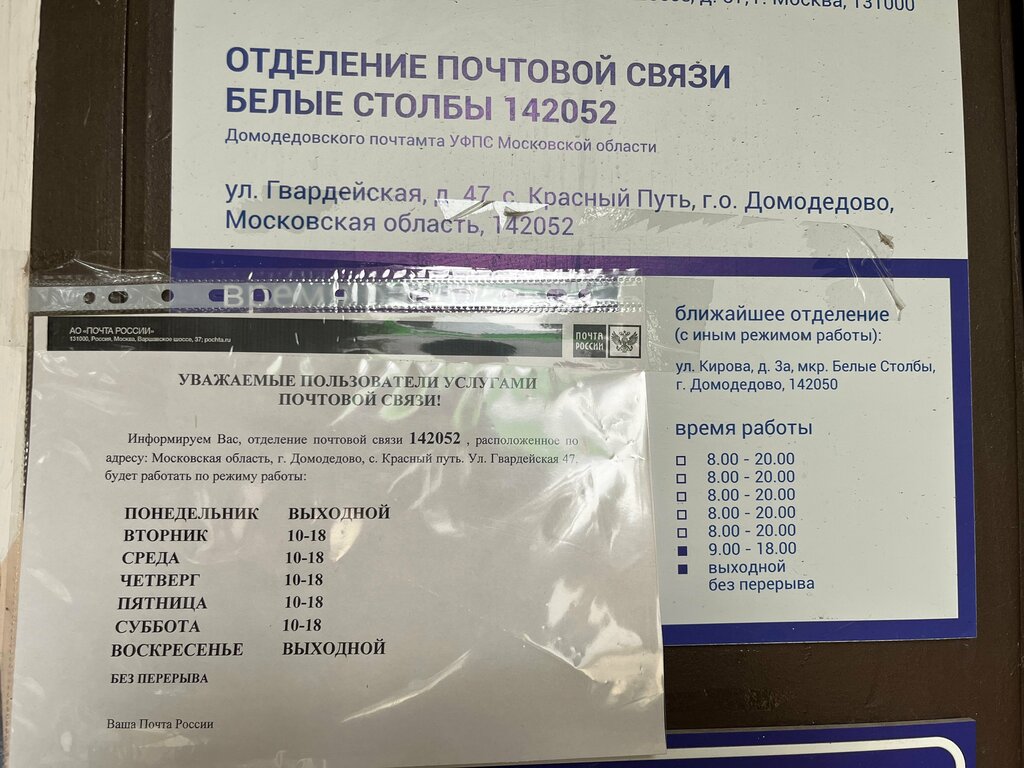 Москва, 131000
ОТДЕЛЕНИЕ ПОЧТОВОЙ СВЯЗИ
БЕЛЫЕ СТОЛБЫ 142052
Домодедовского почтамта УФПС Московской области
ул. Гвардейская, д. 47, с. Красный Путь, г.о. Домодедово,
Московская область, 142052
время
АО «ПОЧТА РОССИИ»
131000, Россия, Москва, Варшавское шоссе, 37; pochta.ru
ПОЧТА
РОССИИ
УВАЖАЕМЫЕ ПОЛЬЗОВАТЕЛИ УСЛУГАМИ
ПОЧТОВОЙ СВЯЗИ!
Информируем Вас, отделение почтовой связи 142052 , расположенное по
адресу: Московская область, г. Домодедово, с. Красный путь. Ул. Гвардейская 47,
будет работать по режиму работы:
ПОНЕДЕЛЬНИК ВЫХОДНОЙ
ВТОРНИК 10-18
СРЕДА 10-18
ЧЕТВЕРГ 10-18
ПЯТНИЦА 10-18
СУББОТА 10-18
ВОСКРЕСЕНЬЕ ВЫХОДНОЙ
БЕЗ ПЕРЕРЫВА
Ваша Почта России
ближайшее отделение
(с иным режимом работы):
ул. Кирова, д. 3а, мкр. Белые Столбы,
г. Домодедово, 142050
время работы
8.00 - 20.00
8.00 - 20.00
8.00 - 20.00
8.00 - 20.00
8.00 - 20.00
9.00 - 18.00
выходной
без перерыва